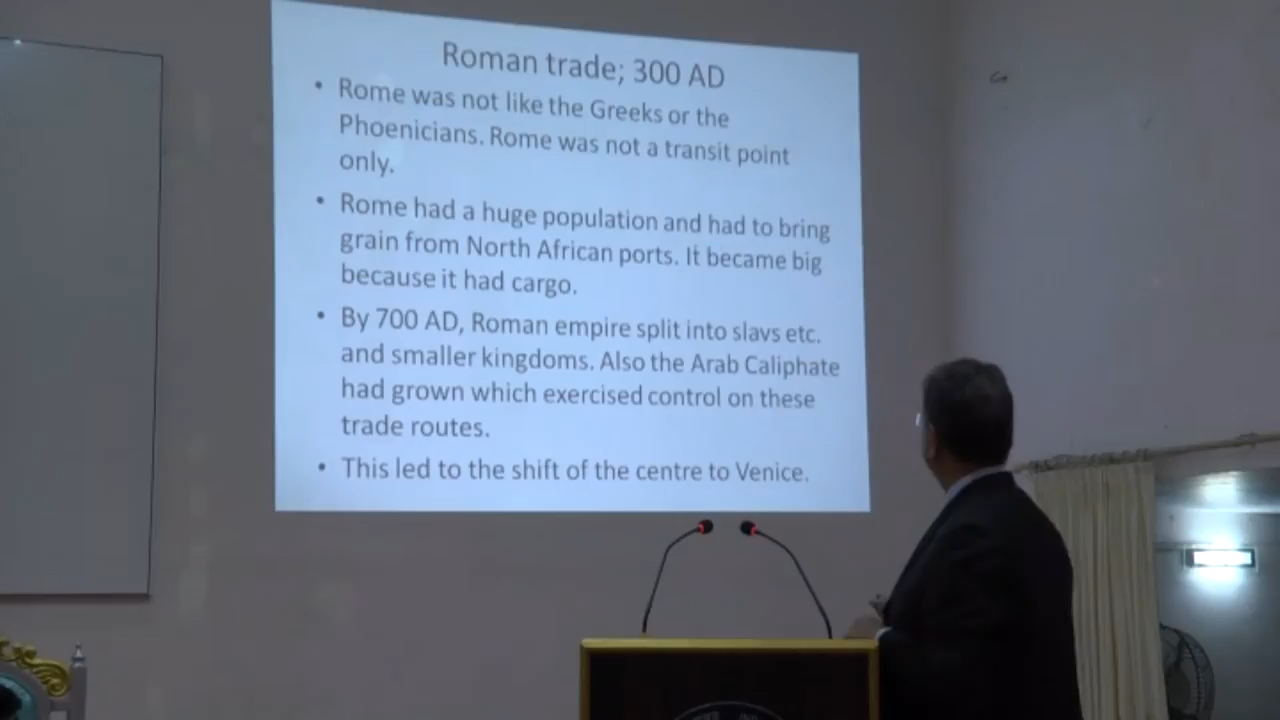 Roman trade; 300 AD
• Rome was not like the Greeks or the
Phoenicians. Rome was not a transit point
only.
• Rome had a huge population and had to bring
grain from North African ports. It became big
because it had cargo.
• By 700 AD, Roman empire split into slavs etc.
and smaller kingdoms. Also the Arab Caliphate
had grown which exercised control on these
trade routes.
• This led to the shift of the centre to Venice.